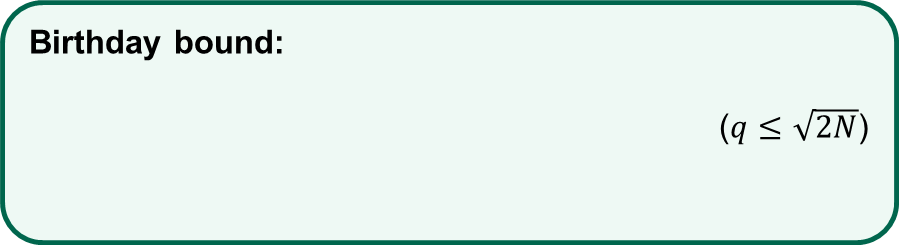 Birthday bound:
(q ≤ √2N)